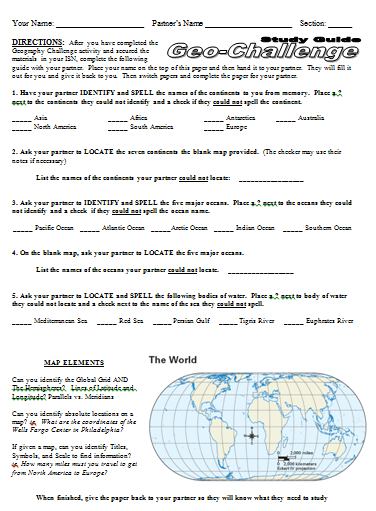 Your Name: ____________________ Partner's Name ____________________ Section: _____
Study Guide
Geo-Challenge
DIRECTIONS: After you have completed the
Geography Challenge activity and secured the
materials in your ISN, complete the following
guide with your partner. Place your name on the top of this paper and then hand it to your partner. They will fill it
out for you and give it back to you. Then switch papers and complete the paper for your partner.
1. Have your partner IDENTIFY and SPELL the names of the continents to you from memory. Place a ? 
next to the continents they could not identify and a check if they could not spell the continent.
_____ Asia _____ Africa _____ Antarctica _____ Australia
_____ North America _____ South America _____ Europe
2. Ask your partner to LOCATE the seven continents the blank map provided. (The checker may use their
notes if necessary)
List the names of the continents your partner could not locate: ________________
3. Ask your partner to IDENTIFY and SPELL the five major oceans. Place a ? next to the oceans they could
not identify and a check if they could not spell the ocean name.
_____ Pacific Ocean _____ Atlantic Ocean _____ Arctic Ocean _____ Indian Ocean _____ Southern Ocean
4. On the blank map, ask your partner to LOCATE the five major oceans.
List the names of the oceans your partner could not locate. ________________
5. Ask your partner to LOCATE and SPELL the following bodies of water. Place a ? next to body of water
they could not locate and a check next to the name of the sea they could not spell.
_____ Mediterranean Sea _____ Red Sea _____ Persian Gulf _____ Tigris River _____ Euphrates River
MAP ELEMENTS
Can you identify the Global Grid AND
The Hemispheres? Lines of Latitude and
Longitude? Parallels vs. Meridians
Can you identify absolute locations on a
map? ie, What are the coordinates of the
Wells Fargo Center in Philadelphia?
If given a map, can you identify Titles,
Symbols, and Scale to find information?
ie, How many miles must you travel to get
from North America to Europe?
The World
0 2,000 miles
0 2,000 kilometers
Eckert IV projection
When finished, give the paper back to your partner so they will know what they need to study